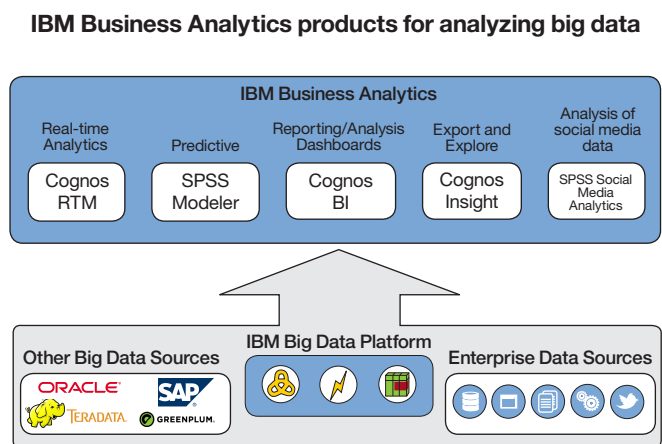 IBM Business Analytics products for analyzing big data
IBM Business Analytics
Real-time
Analytics
Cognos
RTM
Predictive
SPSS
Modeler
Reporting/Analysis
Dashboards
Cognos
BI
Export and
Explore
Cognos
Insight
Analysis of
social media
data
SPSS Social
Media
Analytics
Other Big Data Sources
ORACLE®
SAP®
TERADATA.
GREENPLUM.
IBM Big Data Platform
Enterprise Data Sources